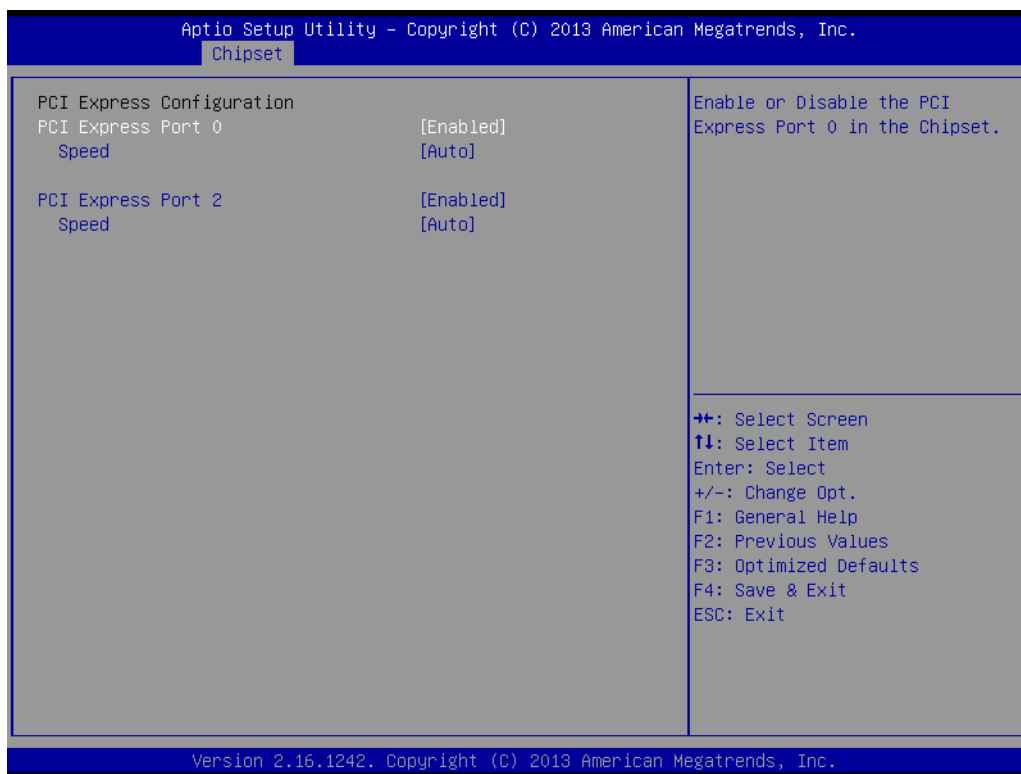 Aptio Setup Utility – Copyright (C) 2013 American Megatrends, Inc.
Chipset
PCI Express Configuration
PCI Express Port 0 [Enabled]
Speed [Auto]
PCI Express Port 2 [Enabled]
Speed [Auto]
Enable or Disable the PCI
Express Port 0 in the Chipset.
→←: Select Screen
↑↓: Select Item
Enter: Select
+/-: Change Opt.
F1: General Help
F2: Previous Values
F3: Optimized Defaults
F4: Save & Exit
ESC: Exit
Version 2.16.1242. Copyright (C) 2013 American Megatrends, Inc.